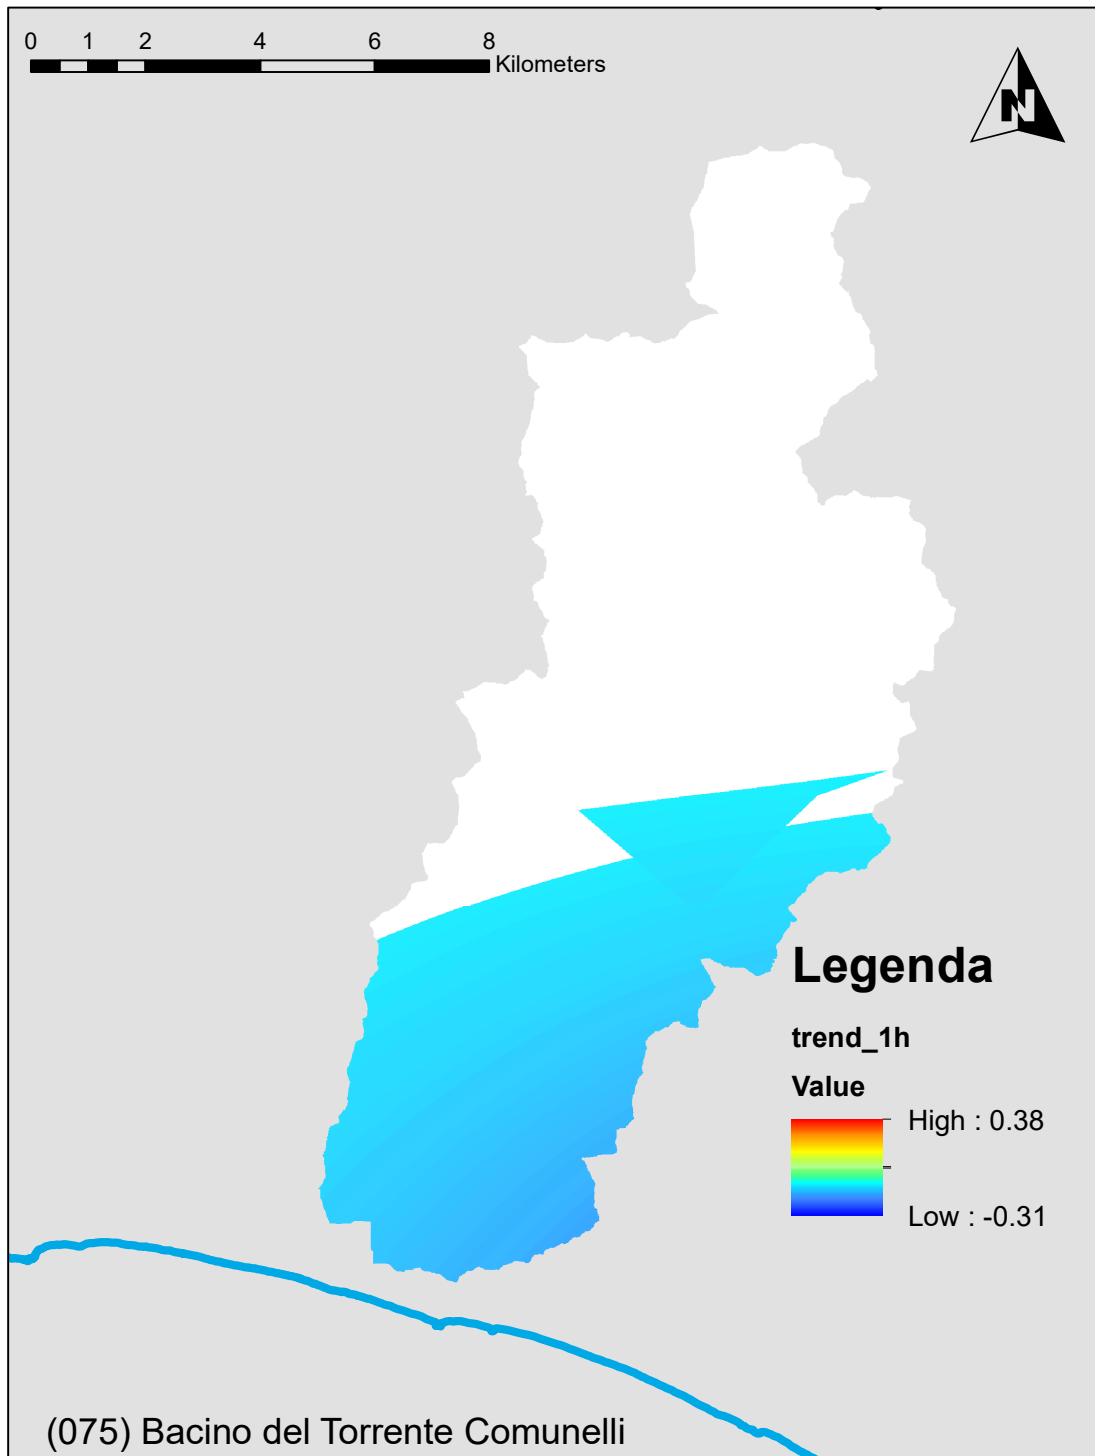 0 1 2 4 6 8
Kilometers
N
Legenda
trend_1h
Value
High : 0.38
Low : -0.31
(075) Bacino del Torrente Comunelli